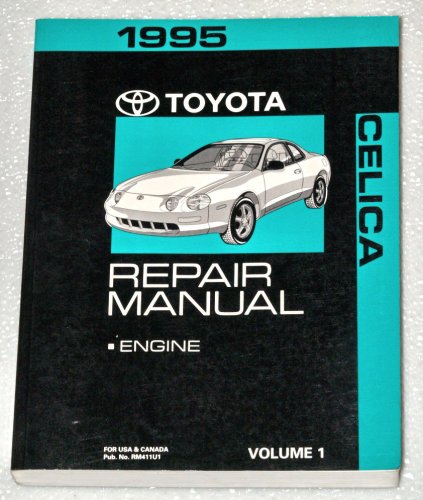 1995
TOYOTA
CELICA
REPAIR
MANUAL
▪ ENGINE
FOR USA & CANADA
Pub. No. RM411U1
VOLUME 1